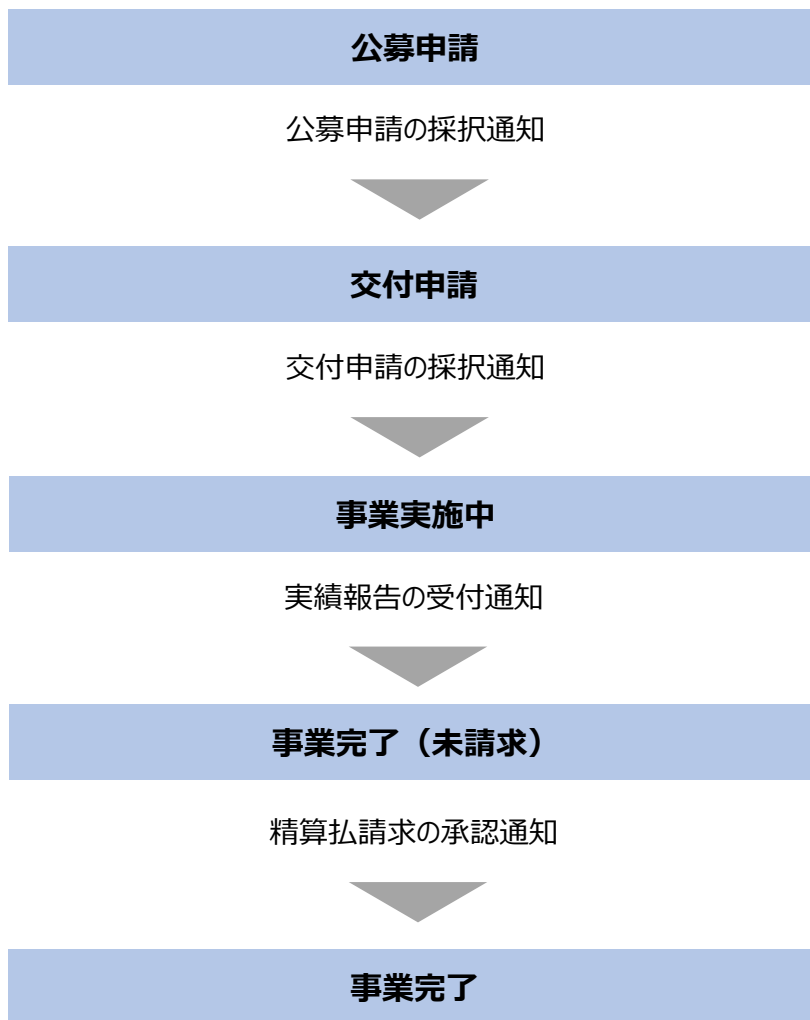 公募申請
公募申請の採択通知
交付申請
交付申請の採択通知
事業実施中
実績報告の受付通知
事業完了（未請求）
精算払請求の承認通知
事業完了